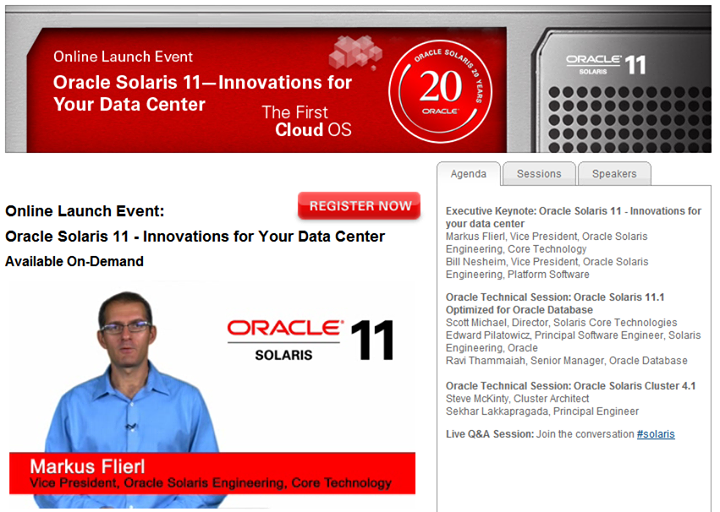 Online Launch Event
Oracle Solaris 11—Innovations for
Your Data Center
The First
Cloud OS
ORACLE SOLARIS 20 YEARS
20
ORACLE
ORACLE
SOLARIS
11
Online Launch Event:
REGISTER NOW
Oracle Solaris 11 - Innovations for Your Data Center
Available On-Demand
ORACLE
SOLARIS
11
Markus Flierl
Vice President, Oracle Solaris Engineering, Core Technology
Agenda
Sessions
Speakers
Executive Keynote: Oracle Solaris 11 - Innovations for
your data center
Markus Flierl, Vice President, Oracle Solaris
Engineering, Core Technology
Bill Nesheim, Vice President, Oracle Solaris
Engineering, Platform Software
Oracle Technical Session: Oracle Solaris 11.1
Optimized for Oracle Database
Scott Michael, Director, Solaris Core Technologies
Edward Pilatowicz, Principal Software Engineer, Solaris
Engineering, Oracle
Ravi Thammaiah, Senior Manager, Oracle Database
Oracle Technical Session: Oracle Solaris Cluster 4.1
Steve McKinty, Cluster Architect
Sekhar Lakkapragada, Principal Engineer
Live Q&A Session: Join the conversation #solaris